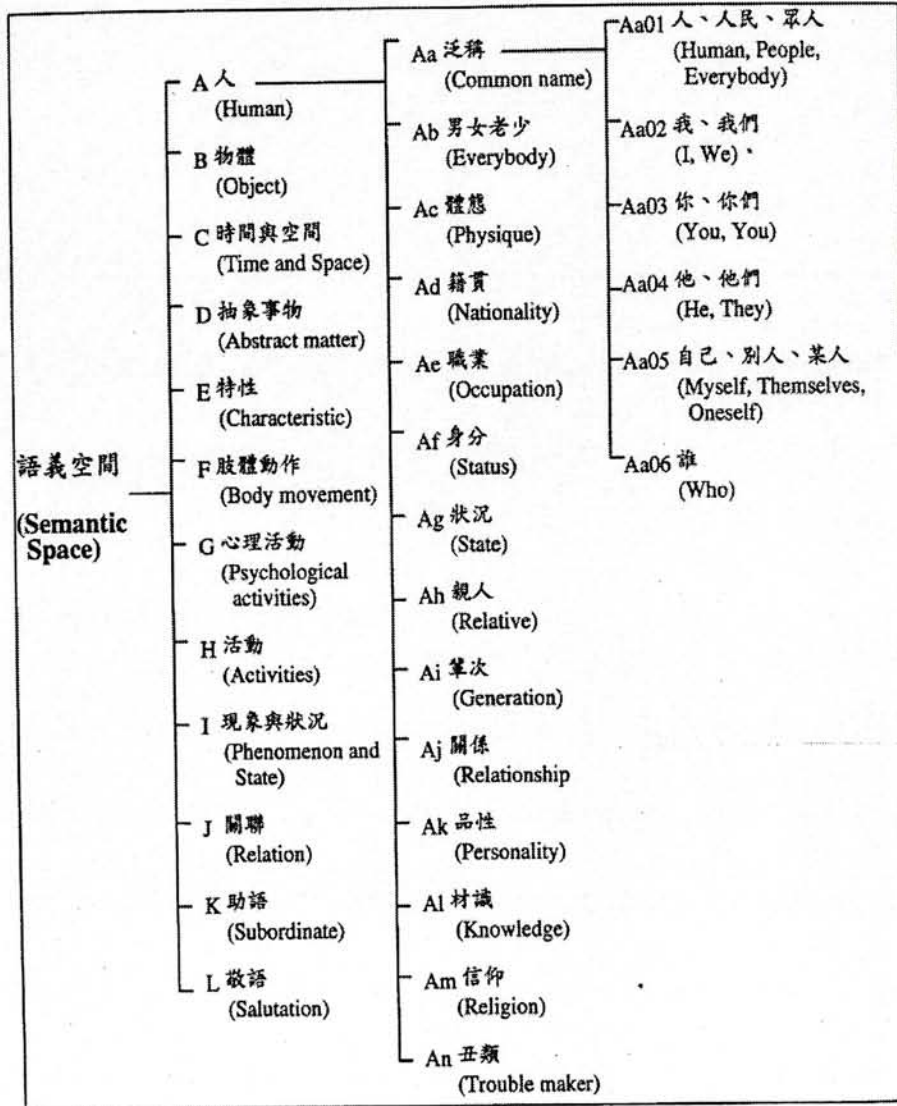 語義空間
(Semantic
Space)
A 人
(Human)
B 物體
(Object)
C 時間與空間
(Time and Space)
D 抽象事物
(Abstract matter)
E 特性
(Characteristic)
F 肢體動作
(Body movement)
G 心理活動
(Psychological
activities)
H 活動
(Activities)
I 現象與狀況
(Phenomenon and
State)
J 關聯
(Relation)
K 助語
(Subordinate)
L 敬語
(Salutation)
Aa 泛稱
(Common name)
Ab 男女老少
(Everybody)
Ac 體態
(Physique)
Ad 籍貫
(Nationality)
Ae 職業
(Occupation)
Af 身分
(Status)
Ag 狀況
(State)
Ah 親人
(Relative)
Ai 輩次
(Generation)
Aj 關係
(Relationship
Ak 品性
(Personality)
Al 材識
(Knowledge)
Am 信仰
(Religion)
An 丑類
(Trouble maker)
Aa01 人、人民、眾人
(Human, People,
Everybody)
Aa02 我、我們
(I, We)、
Aa03 你、你們
(You, You)
Aa04 他、他們
(He, They)
Aa05 自己、別人、某人
(Myself, Themselves,
Oneself)
Aa06 誰
(Who)